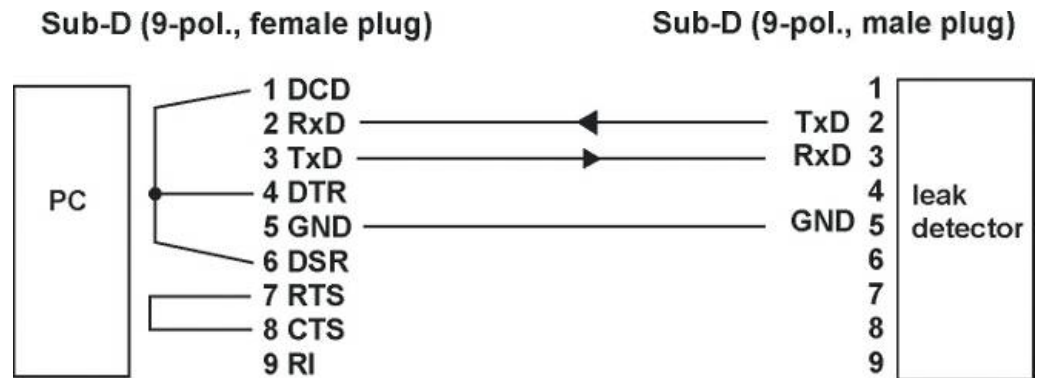 Sub-D (9-pol., female plug)
Sub-D (9-pol., male plug)
PC
1 DCD
2 RxD
3 TxD
4 DTR
5 GND
6 DSR
7 RTS
8 CTS
9 RI
1
TxD 2
RxD 3
4
GND 5
6
7
8
9
leak
detector